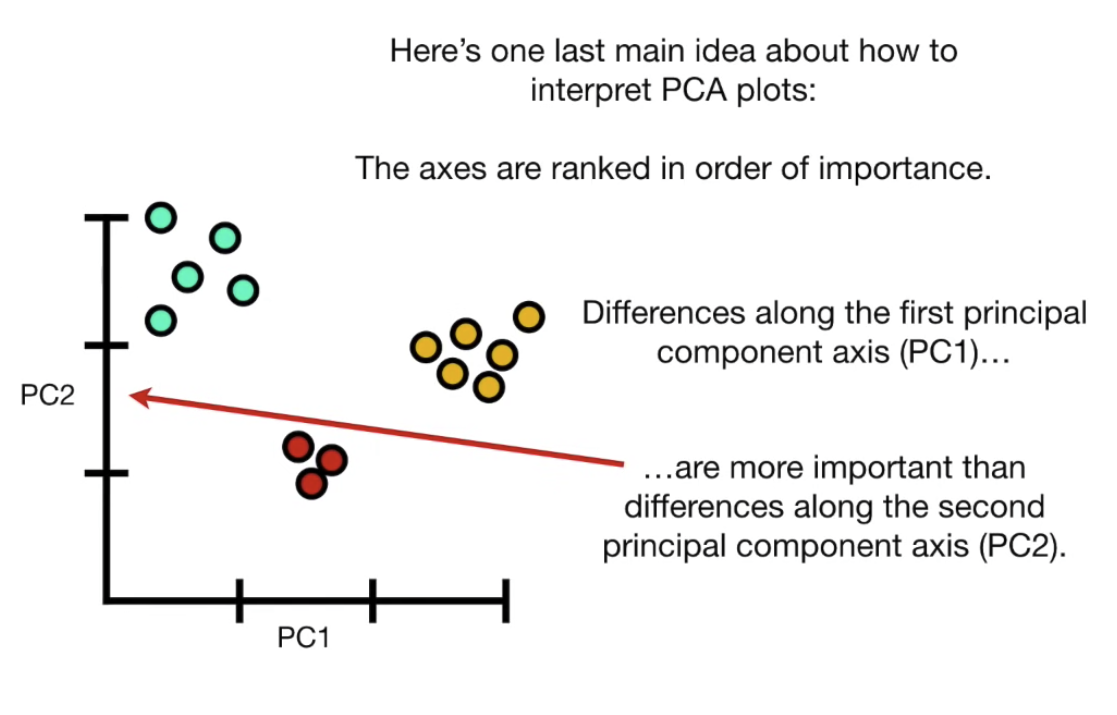 Here’s one last main idea about how to
interpret PCA plots:
The axes are ranked in order of importance.
Differences along the first principal
component axis (PC1)…
PC2
…are more important than
differences along the second
principal component axis (PC2).
PC1